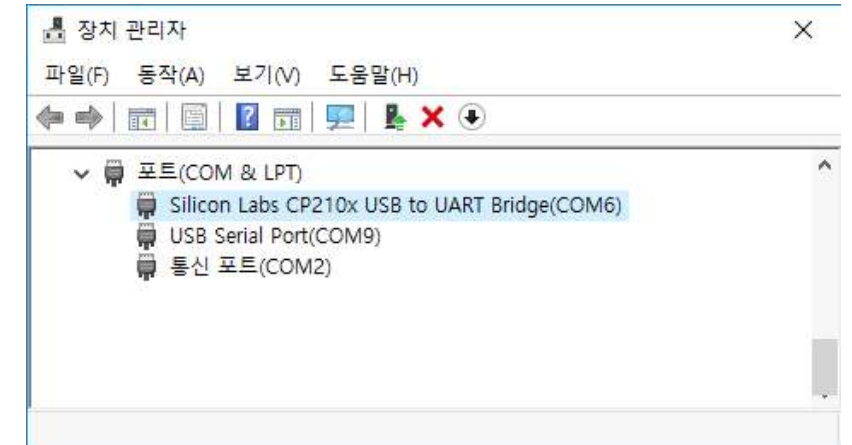 장치 관리자
파일(F) 동작(A) 보기(V) 도움말(H)
포트(COM & LPT)
Silicon Labs CP210x USB to UART Bridge(COM6)
USB Serial Port(COM9)
통신 포트(COM2)